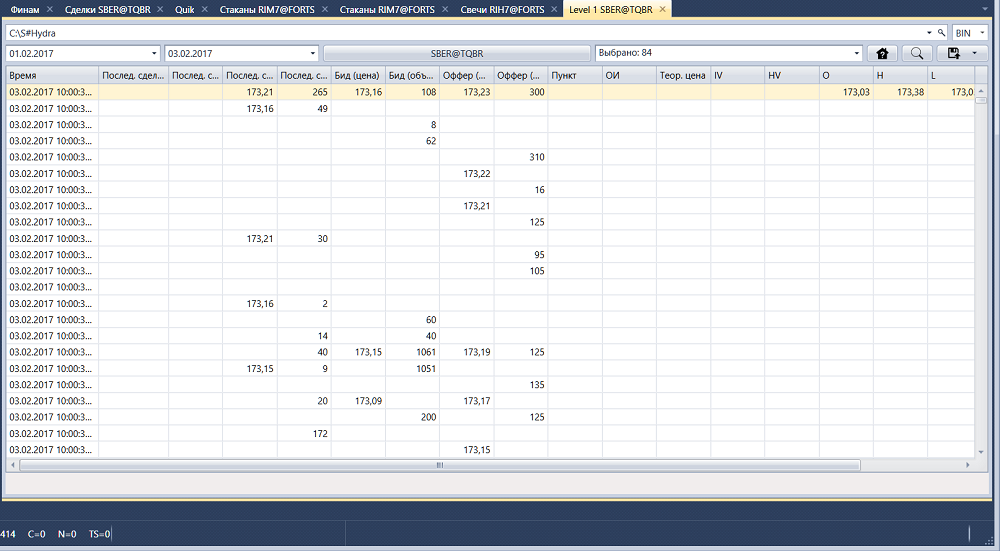 Финам Сделки SBER@TQBR Quik Стаканы RIM7@FORTS Стаканы RIM7@FORTS Свечи RIH7@FORTS Level 1 SBER@TQBR
C:\S#Hydra BIN
01.02.2017 03.02.2017 SBER@TQBR Выбрано: 84
Время Послед. сдел... Послед. с... Послед. с... Послед. с... Бид (цена) Бид (объ... Оффер (... Оффер (... Пункт ОИ Теор. цена IV HV O H L
03.02.2017 10:00:3... 173,21 265 173,16 108 173,23 300 173,03 173,38 173,0
03.02.2017 10:00:3... 173,16 49
03.02.2017 10:00:3... 8
03.02.2017 10:00:3... 62
03.02.2017 10:00:3... 310
03.02.2017 10:00:3... 173,22
03.02.2017 10:00:3... 16
03.02.2017 10:00:3... 173,21
03.02.2017 10:00:3... 125
03.02.2017 10:00:3... 173,21 30
03.02.2017 10:00:3... 95
03.02.2017 10:00:3... 105
03.02.2017 10:00:3...
03.02.2017 10:00:3... 173,16 2
03.02.2017 10:00:3... 60
03.02.2017 10:00:3... 14 40
03.02.2017 10:00:3... 40 173,15 1061 173,19 125
03.02.2017 10:00:3... 173,15 9 1051
03.02.2017 10:00:3... 135
03.02.2017 10:00:3... 20 173,09 173,17
03.02.2017 10:00:3... 200 125
03.02.2017 10:00:3... 172
03.02.2017 10:00:3... 173,15
414 C=0 N=0 TS=0